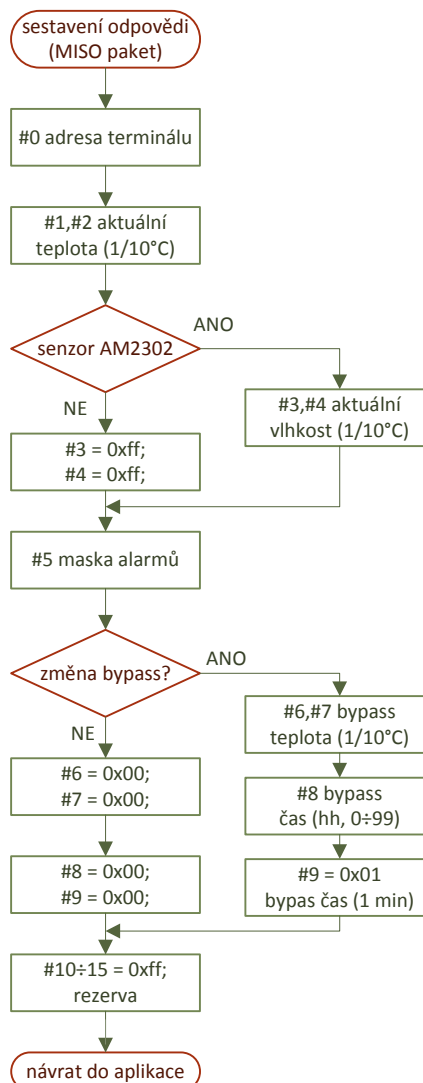 sestavení odpovědi
(MISO paket)
#0 adresa terminálu
#1,#2 aktuální
teplota (1/10°C)
senzor AM2302
ANO
NE
#3,#4 aktuální
vlhkost (1/10°C)
#3 = 0xff;
#4 = 0xff;
#5 maska alarmů
změna bypass?
ANO
NE
#6,#7 bypass
teplota (1/10°C)
#6 = 0x00;
#7 = 0x00;
#8 bypass
čas (hh, 0÷99)
#8 = 0x00;
#9 = 0x00;
#9 = 0x01
bypas čas (1 min)
#10÷15 = 0xff;
rezerva
návrat do aplikace